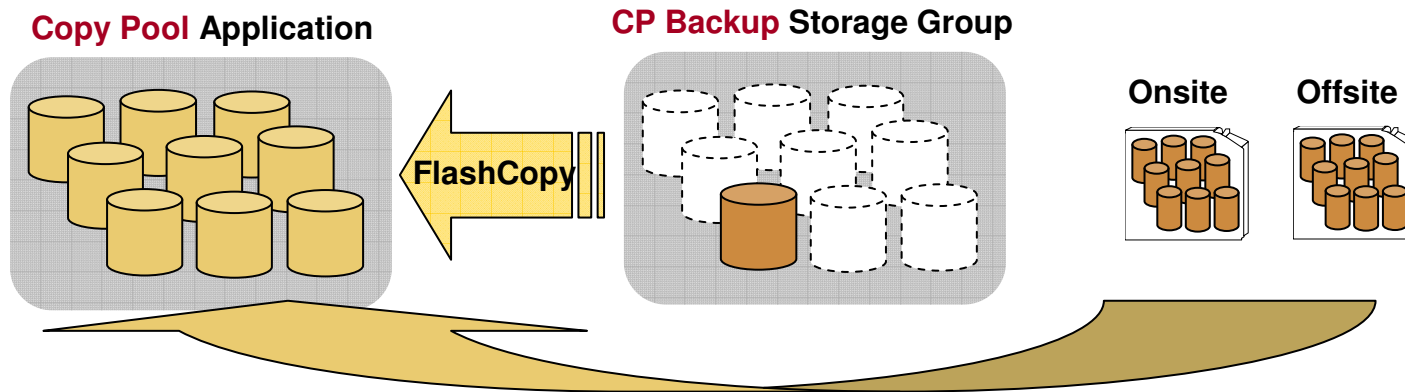 Copy Pool Application
CP Backup Storage Group
Onsite
Offsite
FlashCopy